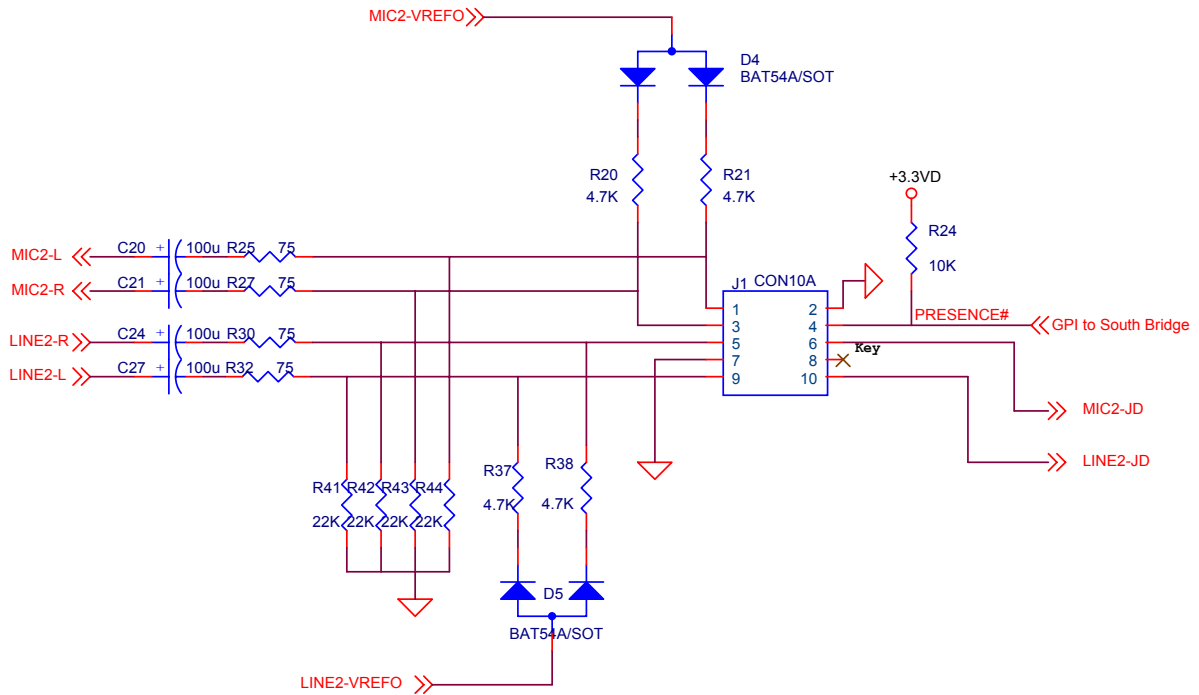 MIC2-VREFO
D4
BAT54A/SOT
R20
4.7K
R21
4.7K
+3.3VD
R24
10K
MIC2-L
C20
+
100u
R25
75
MIC2-R
C21
+
100u
R27
75
LINE2-R
C24
+
100u
R30
75
LINE2-L
C27
+
100u
R32
75
J1
CON10A
1
2
3
4
5
6
7
8
9
10
Key
PRESENCE#
GPI to South Bridge
MIC2-JD
LINE2-JD
R41
22K
R42
22K
R43
22K
R44
22K
R37
4.7K
R38
4.7K
D5
BAT54A/SOT
LINE2-VREFO